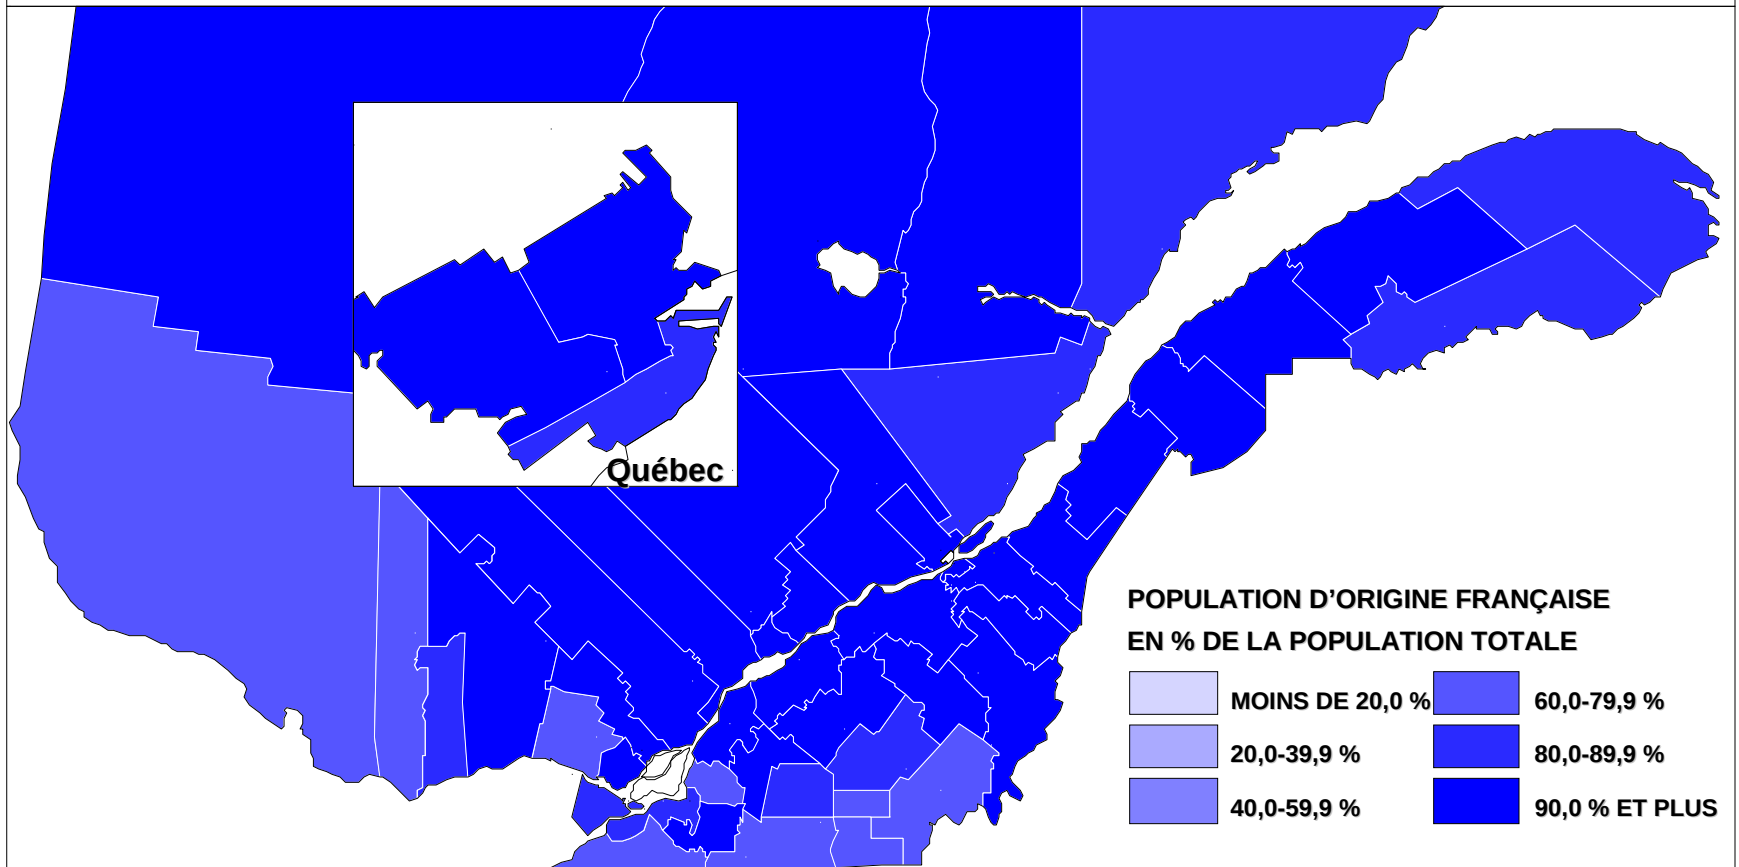 Québec
POPULATION D’ORIGINE FRANÇAISE
EN % DE LA POPULATION TOTALE
MOINS DE 20,0 %
20,0-39,9 %
40,0-59,9 %
60,0-79,9 %
80,0-89,9 %
90,0 % ET PLUS